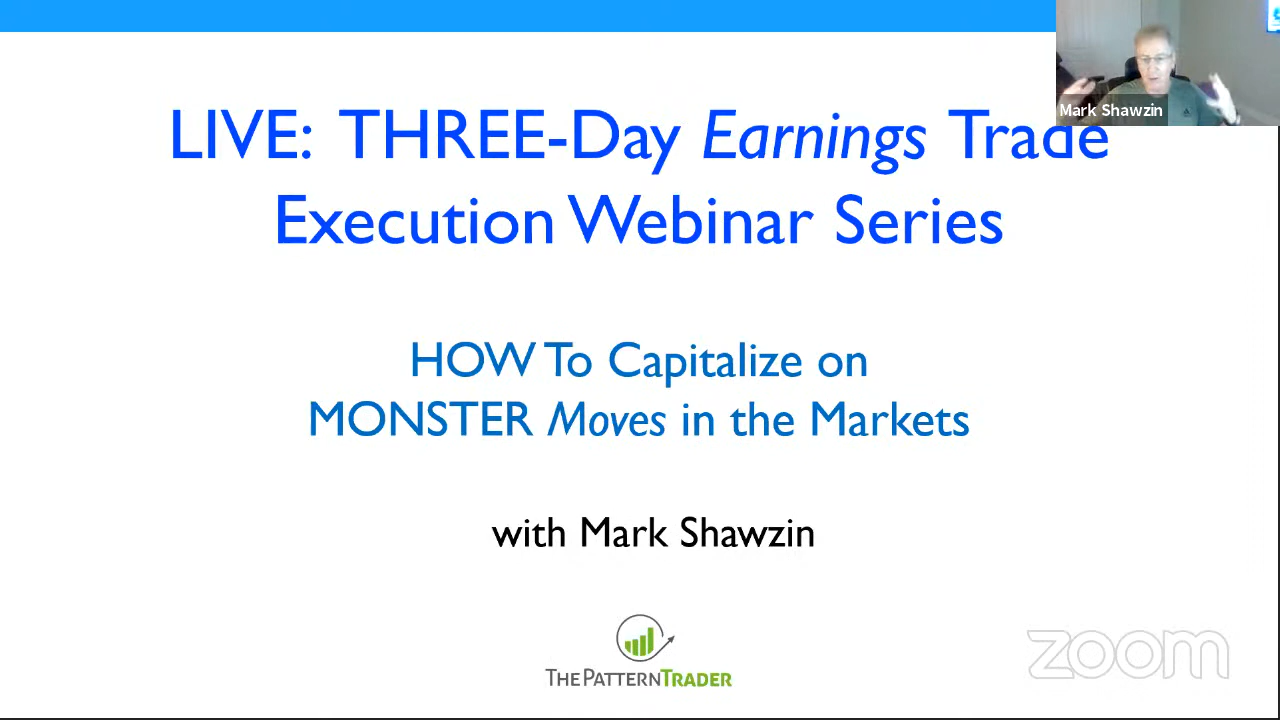 Mark Shawzin
LIVE: THREE-Day Earnings Trade
Execution Webinar Series
HOW To Capitalize on
MONSTER Moves in the Markets
with Mark Shawzin
THE PATTERN TRADER
zoom